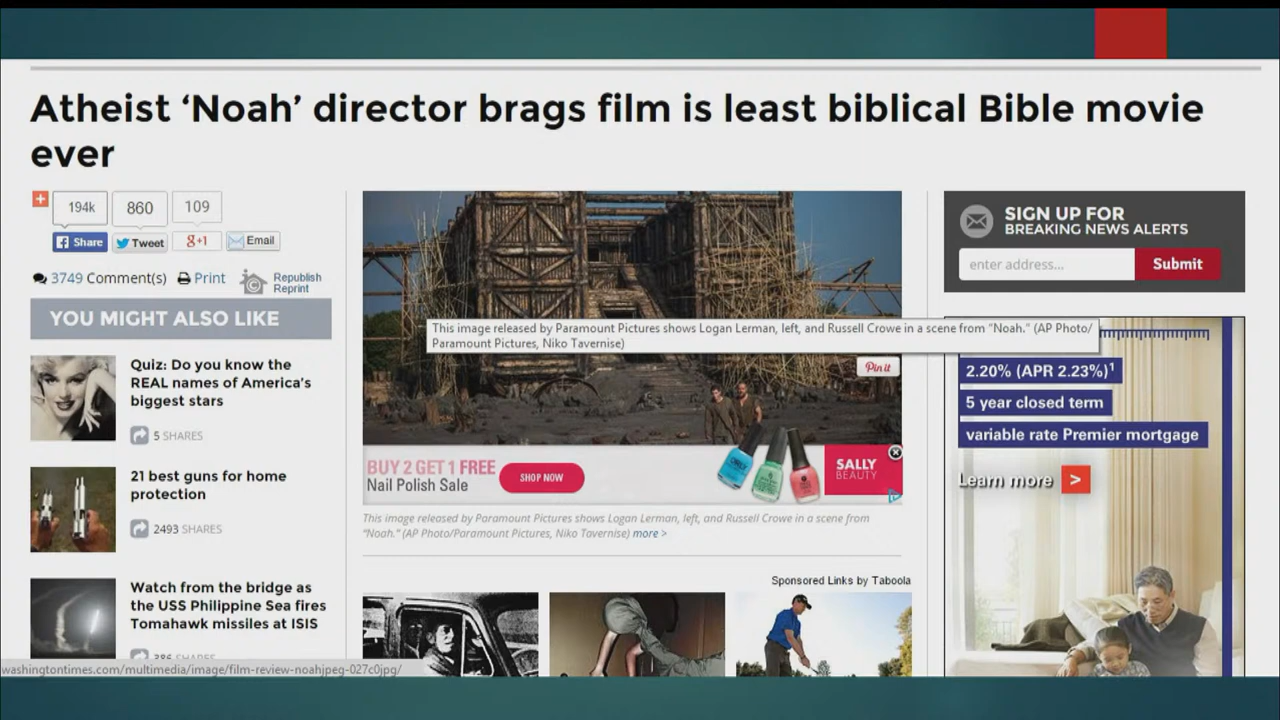 Atheist ‘Noah’ director brags film is least biblical Bible movie
ever
194k
860
109
Share
Tweet
g+1
Email
3749 Comment(s)
Print
Republish
Reprint
YOU MIGHT ALSO LIKE
Quiz: Do you know the
REAL names of America's
biggest stars
5 SHARES
21 best guns for home
protection
2493 SHARES
Watch from the bridge as
the USS Philippine Sea fires
Tomahawk missiles at ISIS
386 SHARES
washingtontimes.com/multimedia/image/film-review-noahjpeg-027c0jpg/
This image released by Paramount Pictures shows Logan Lerman, left, and Russell Crowe in a scene from “Noah.” (AP Photo/
Paramount Pictures, Niko Tavernise)
Pin it
BUY 2 GET 1 FREE
Nail Polish Sale
SHOP NOW
SALLY
BEAUTY
This image released by Paramount Pictures shows Logan Lerman, left, and Russell Crowe in a scene from
“Noah.” (AP Photo/Paramount Pictures, Niko Tavernise) more >
Sponsored Links by Taboola
SIGN UP FOR
BREAKING NEWS ALERTS
enter address...
Submit
2.20% (APR 2.23%)¹
5 year closed term
variable rate Premier mortgage
Learn more >